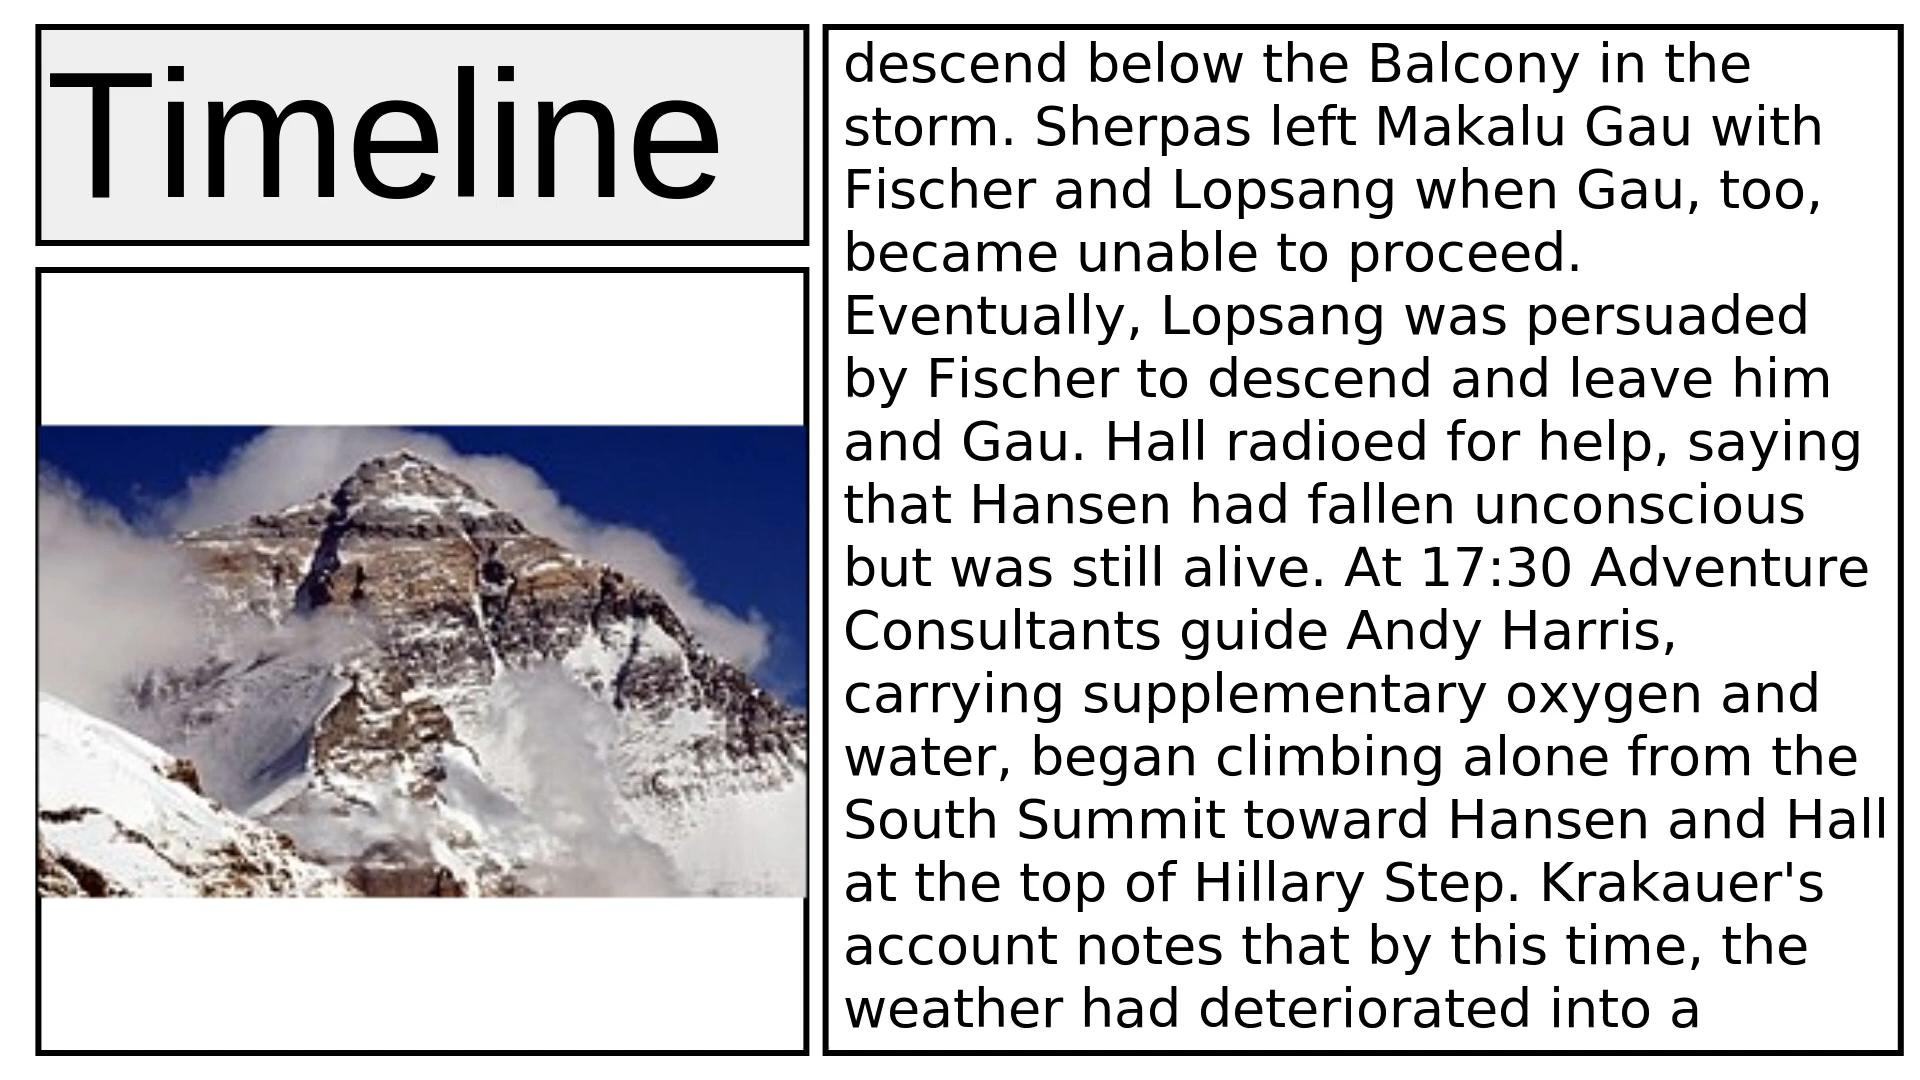 Timeline
descend below the Balcony in the
storm. Sherpas left Makalu Gau with
Fischer and Lopsang when Gau, too,
became unable to proceed.
Eventually, Lopsang was persuaded
by Fischer to descend and leave him
and Gau. Hall radioed for help, saying
that Hansen had fallen unconscious
but was still alive. At 17:30 Adventure
Consultants guide Andy Harris,
carrying supplementary oxygen and
water, began climbing alone from the
South Summit toward Hansen and Hall
at the top of Hillary Step. Krakauer's
account notes that by this time, the
weather had deteriorated into a